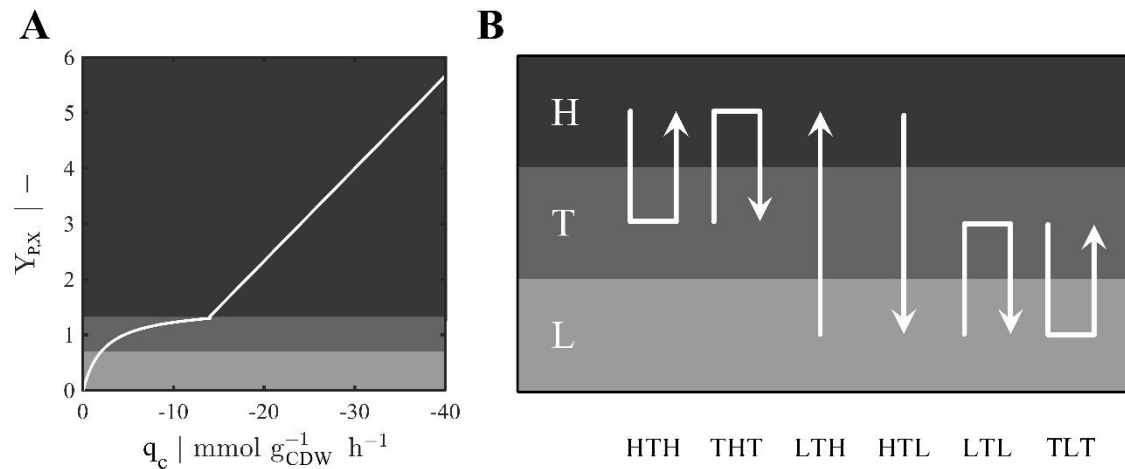 A
B
6
5
4
3
2
1
0
Y_P,X | −
0 -10 -20 -30 -40
q_c | mmol g_CDW^-1 h^-1
H
T
L
HTH THT LTH HTL LTL TLT